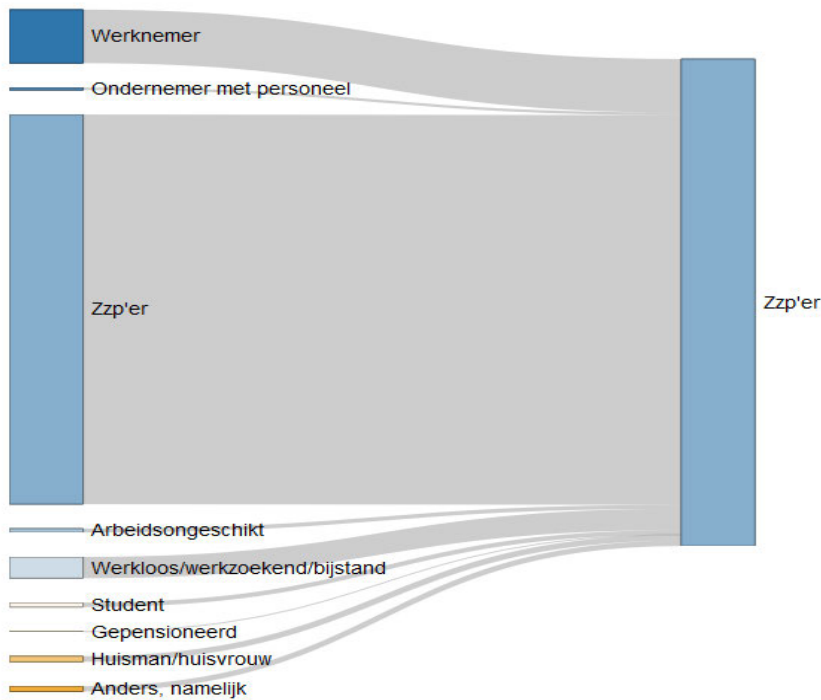 Werknemer
Ondernemer met personeel
Zzp'er
Zzp'er
Arbeidsongeschikt
Werkloos/werkzoekend/bijstand
Student
Gepensioneerd
Huisman/huisvrouw
Anders, namelijk